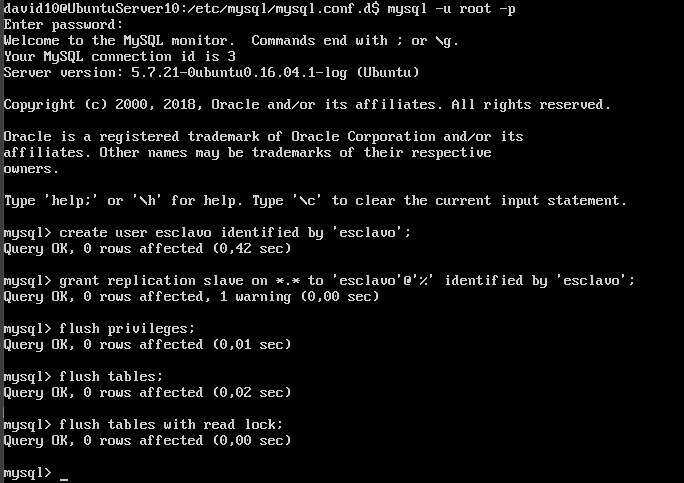 david10@UbuntuServer10:/etc/mysql/mysql.conf.d$ mysql -u root -p
Enter password:
Welcome to the MySQL monitor.  Commands end with ; or \g.
Your MySQL connection id is 3
Server version: 5.7.21-0ubuntu0.16.04.1-log (Ubuntu)
Copyright (c) 2000, 2018, Oracle and/or its affiliates. All rights reserved.
Oracle is a registered trademark of Oracle Corporation and/or its
affiliates. Other names may be trademarks of their respective
owners.
Type 'help;' or '\h' for help. Type '\c' to clear the current input statement.
mysql> create user esclavo identified by 'esclavo';
Query OK, 0 rows affected (0,42 sec)
mysql> grant replication slave on *.* to 'esclavo'@'%' identified by 'esclavo';
Query OK, 0 rows affected, 1 warning (0,00 sec)
mysql> flush privileges;
Query OK, 0 rows affected (0,01 sec)
mysql> flush tables;
Query OK, 0 rows affected (0,02 sec)
mysql> flush tables with read lock;
Query OK, 0 rows affected (0,00 sec)
mysql> _